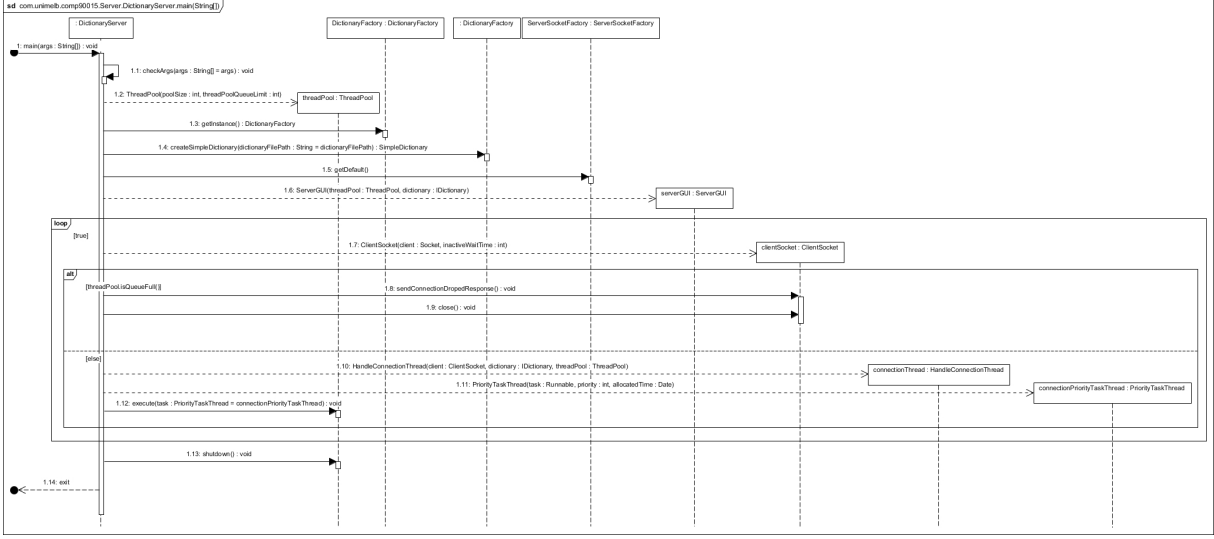 sd com.unimelb.comp90015.Server.DictionaryServer.main(String[])
: DictionaryServer
DictionaryFactory : DictionaryFactory
: DictionaryFactory
ServerSocketFactory : ServerSocketFactory
1: main(args : String[]) : void
1.1: checkArgs(args : String[] = args) : void
1.2: ThreadPool(poolSize : int, threadPoolQueueLimit : int)
threadPool : ThreadPool
1.3: getInstance() : DictionaryFactory
1.4: createSimpleDictionary(dictionaryFilePath : String = dictionaryFilePath) : SimpleDictionary
1.5: getDefault()
1.6: ServerGUI(threadPool : ThreadPool, dictionary : IDictionary)
serverGUI : ServerGUI
loop
[true]
1.7: ClientSocket(client : Socket, inactiveWaitTime : int)
clientSocket : ClientSocket
alt
[threadPool.isQueueFull()]
1.8: sendConnectionDropedResponse() : void
1.9: close() : void
[else]
1.10: HandleConnectionThread(client : ClientSocket, dictionary : IDictionary, threadPool : ThreadPool)
connectionThread : HandleConnectionThread
1.11: PriorityTaskThread(task : Runnable, priority : int, allocatedTime : Date)
connectionPriorityTaskThread : PriorityTaskThread
1.12: execute(task : PriorityTaskThread = connectionPriorityTaskThread) : void
1.13: shutdown() : void
1.14: exit